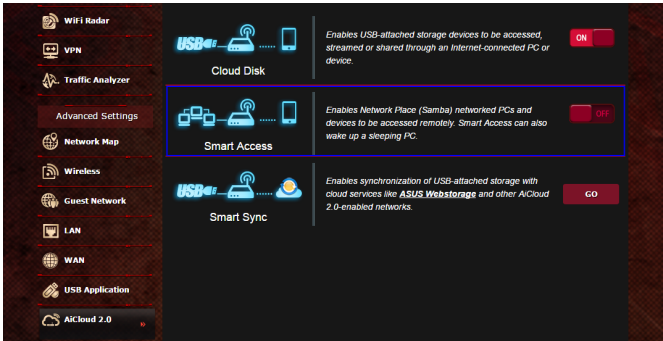 WiFi Radar
VPN
Traffic Analyzer
Advanced Settings
Network Map
Wireless
Guest Network
LAN
WAN
USB Application
AiCloud 2.0
USB
Cloud Disk
Enables USB-attached storage devices to be accessed,
streamed or shared through an Internet-connected PC or
device.
ON
Smart Access
Enables Network Place (Samba) networked PCs and
devices to be accessed remotely. Smart Access can also
wake up a sleeping PC.
OFF
USB
Smart Sync
Enables synchronization of USB-attached storage with
cloud services like ASUS Webstorage and other AiCloud
2.0-enabled networks.
GO